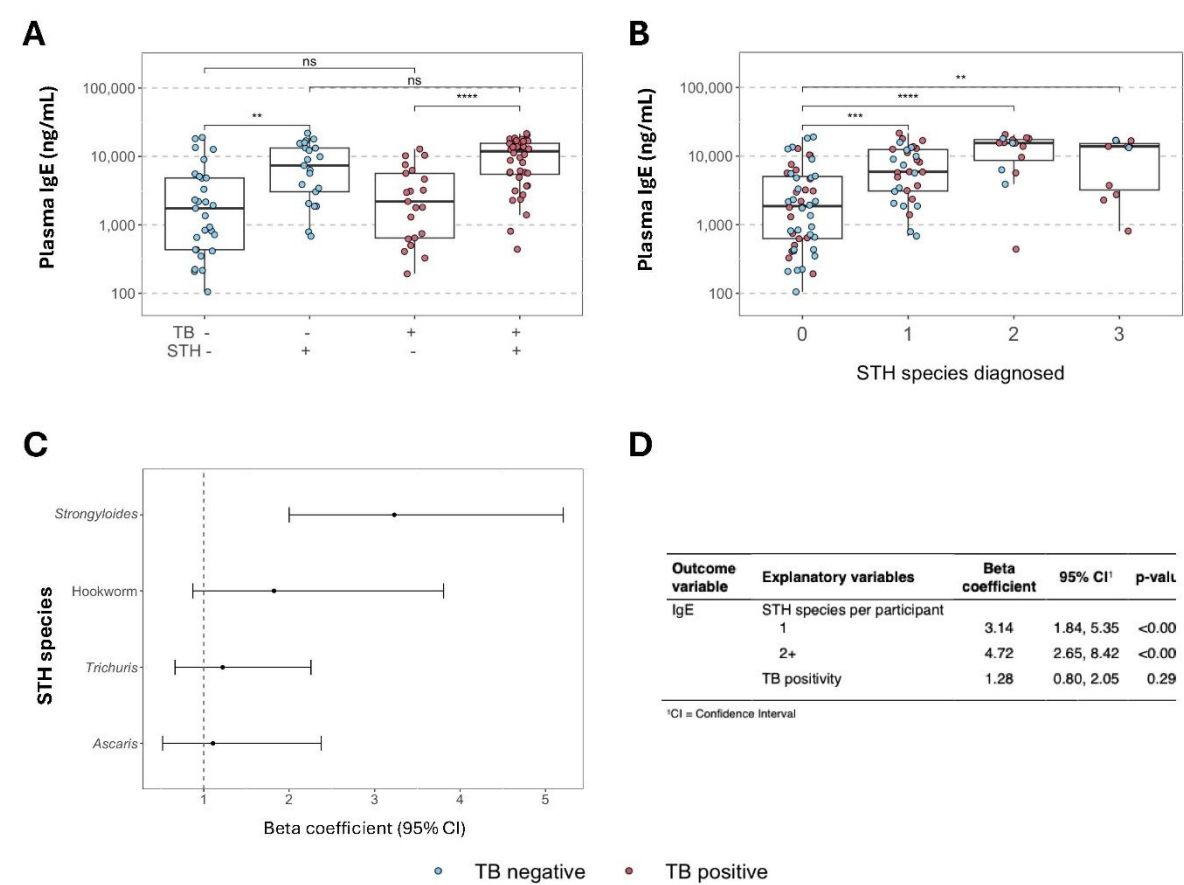 A
Plasma IgE (ng/mL)
100,000
10,000
1,000
100
ns
ns
**
****
TB - - + +
STH - + - +
B
Plasma IgE (ng/mL)
100,000
10,000
1,000
100
**
****
***
0 1 2 3
STH species diagnosed
C
STH species
Strongyloides
Hookworm
Trichuris
Ascaris
1 2 3 4 5
Beta coefficient (95% CI)
D
Outcome variable Explanatory variables Beta coefficient 95% CI¹ p-valu
IgE STH species per participant
1 3.14 1.84, 5.35 <0.00
2+ 4.72 2.65, 8.42 <0.00
TB positivity 1.28 0.80, 2.05 0.29
¹CI = Confidence Interval
TB negative TB positive